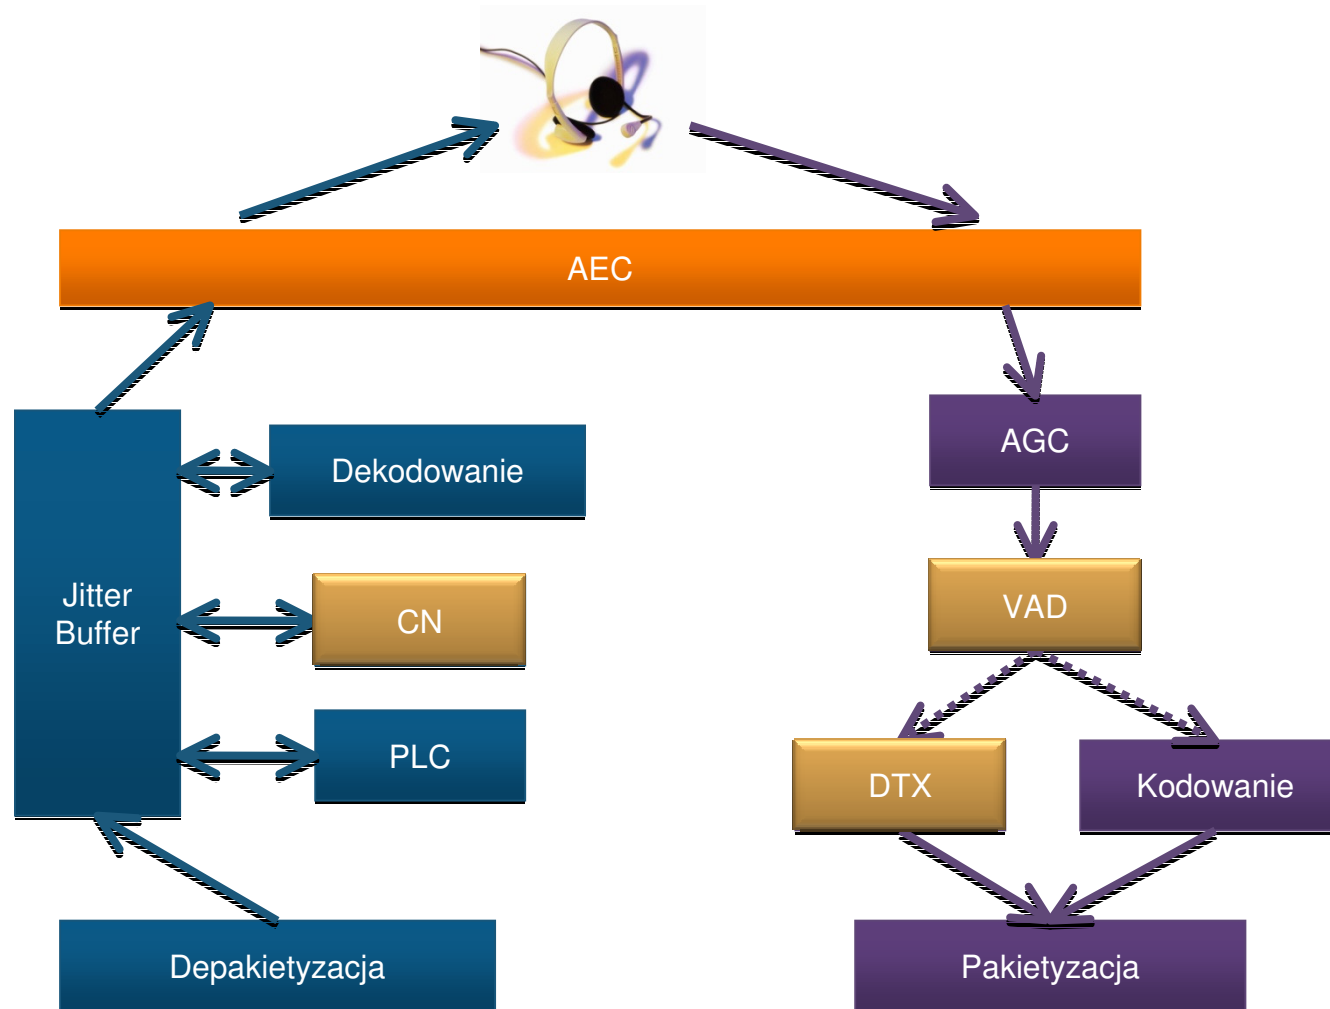 AEC
AGC
Dekodowanie
Jitter
Buffer
CN
VAD
PLC
DTX
Kodowanie
Depakietyzacja
Pakietyzacja